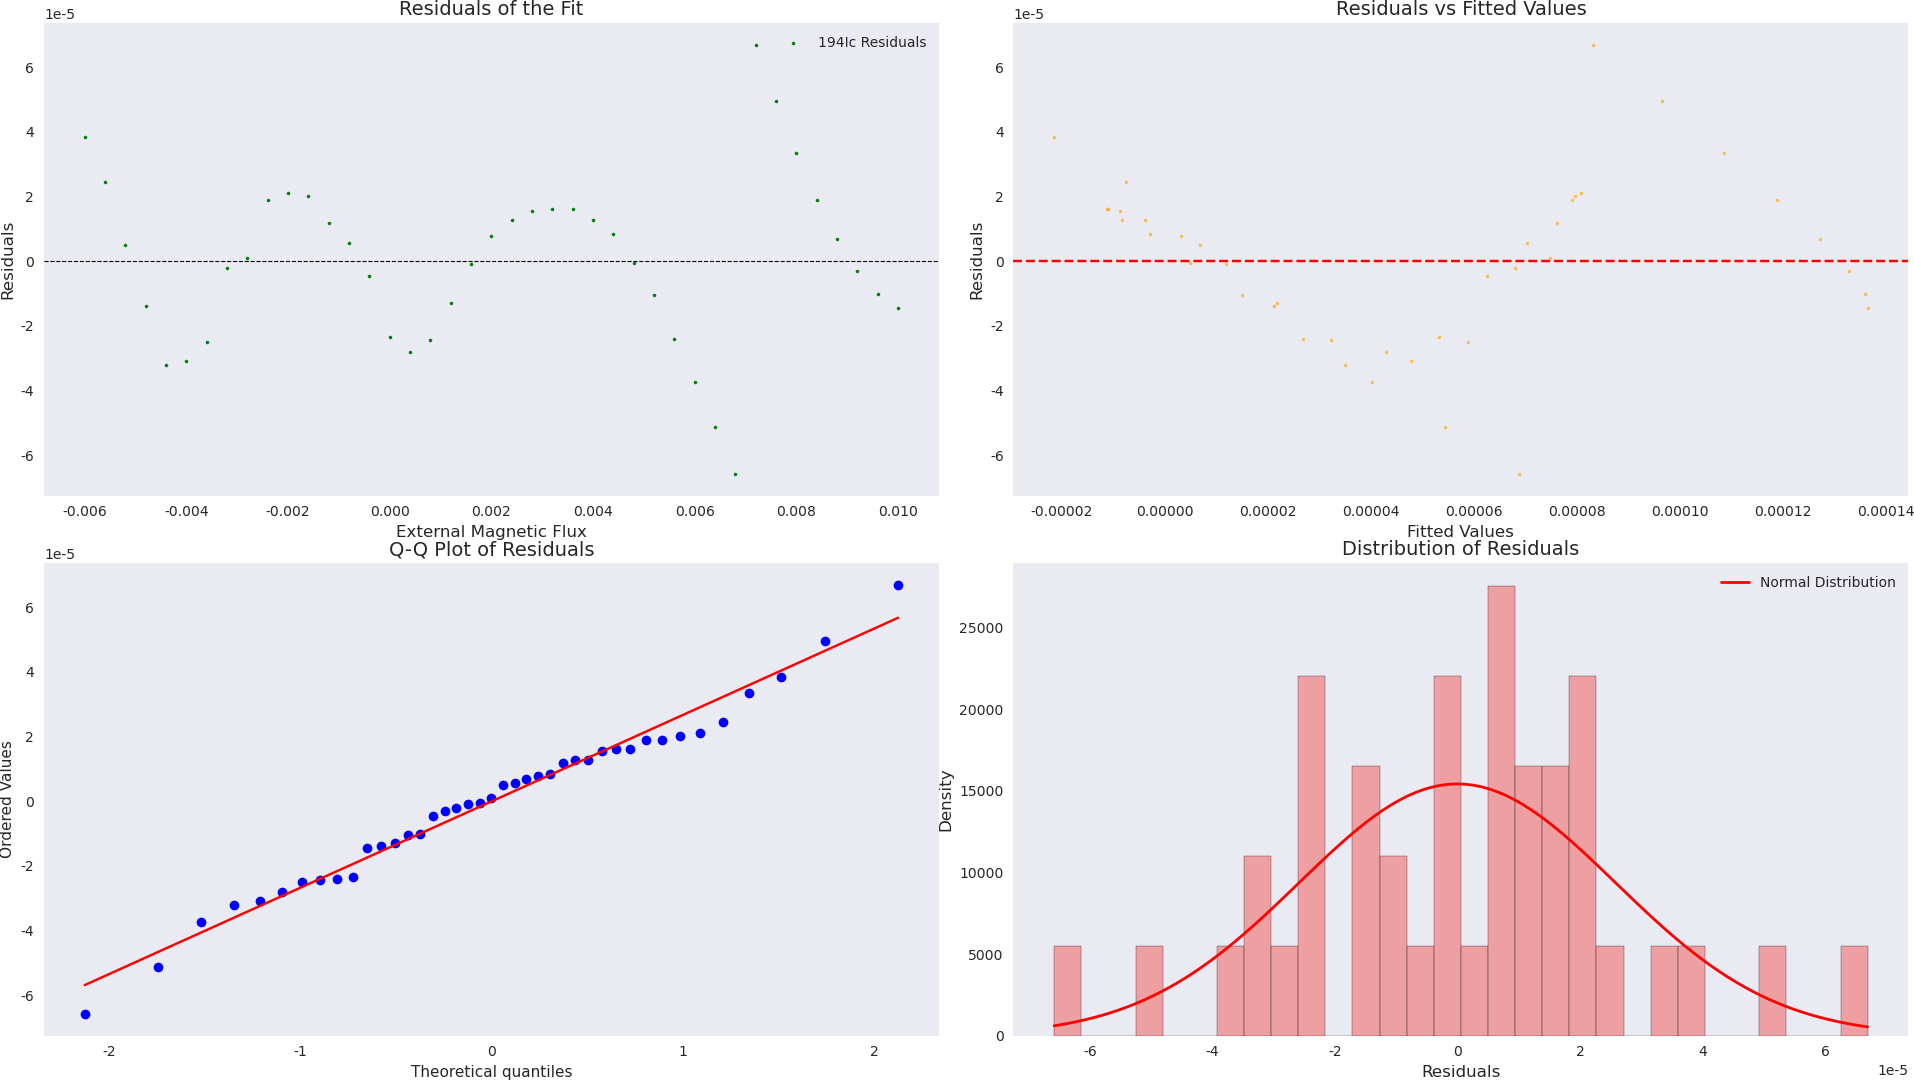 Residuals of the Fit
1e-5
194Ic Residuals
6
4
2
0
-2
-4
-6
Residuals
-0.006 -0.004 -0.002 0.000 0.002 0.004 0.006 0.008 0.010
External Magnetic Flux
Residuals vs Fitted Values
1e-5
6
4
2
0
-2
-4
-6
Residuals
-0.00002 0.00000 0.00002 0.00004 0.00006 0.00008 0.00010 0.00012 0.00014
Fitted Values
Q-Q Plot of Residuals
1e-5
6
4
2
0
-2
-4
-6
Ordered Values
-2 -1 0 1 2
Theoretical quantiles
Distribution of Residuals
Normal Distribution
25000
20000
15000
10000
5000
0
Density
-6 -4 -2 0 2 4 6
1e-5
Residuals